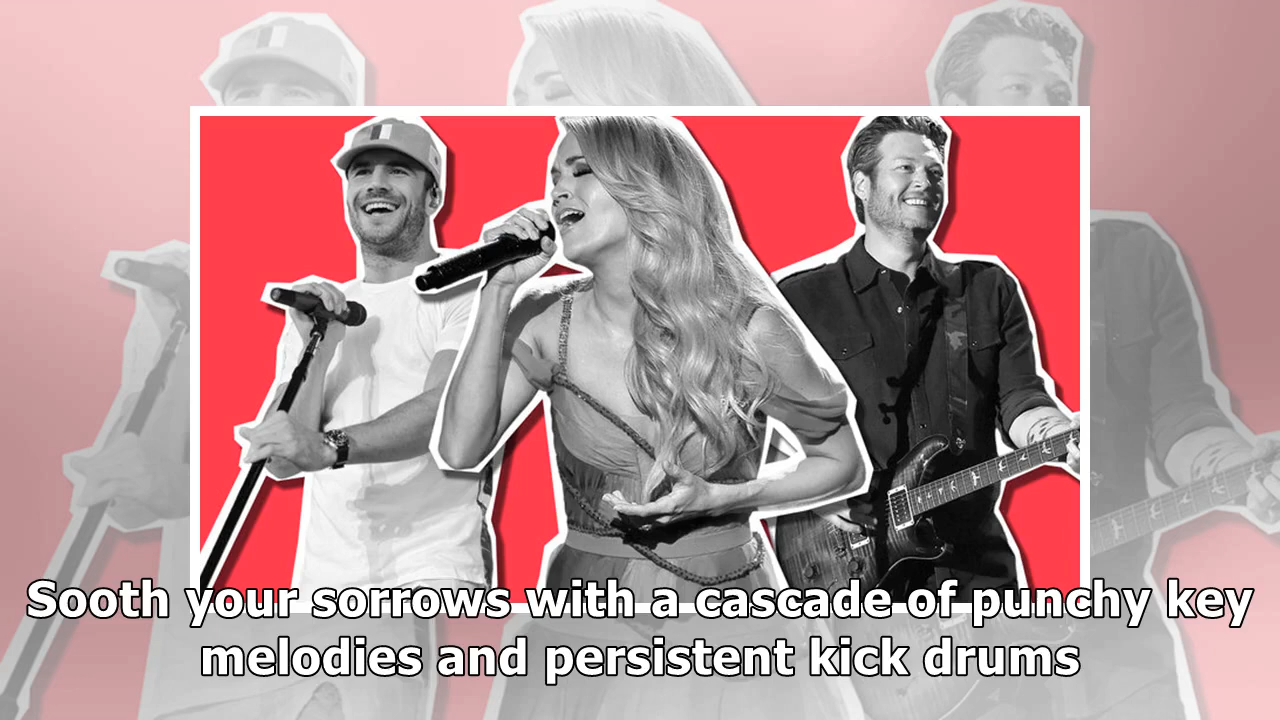 Sooth your sorrows with a cascade of punchy key
melodies and persistent kick drums